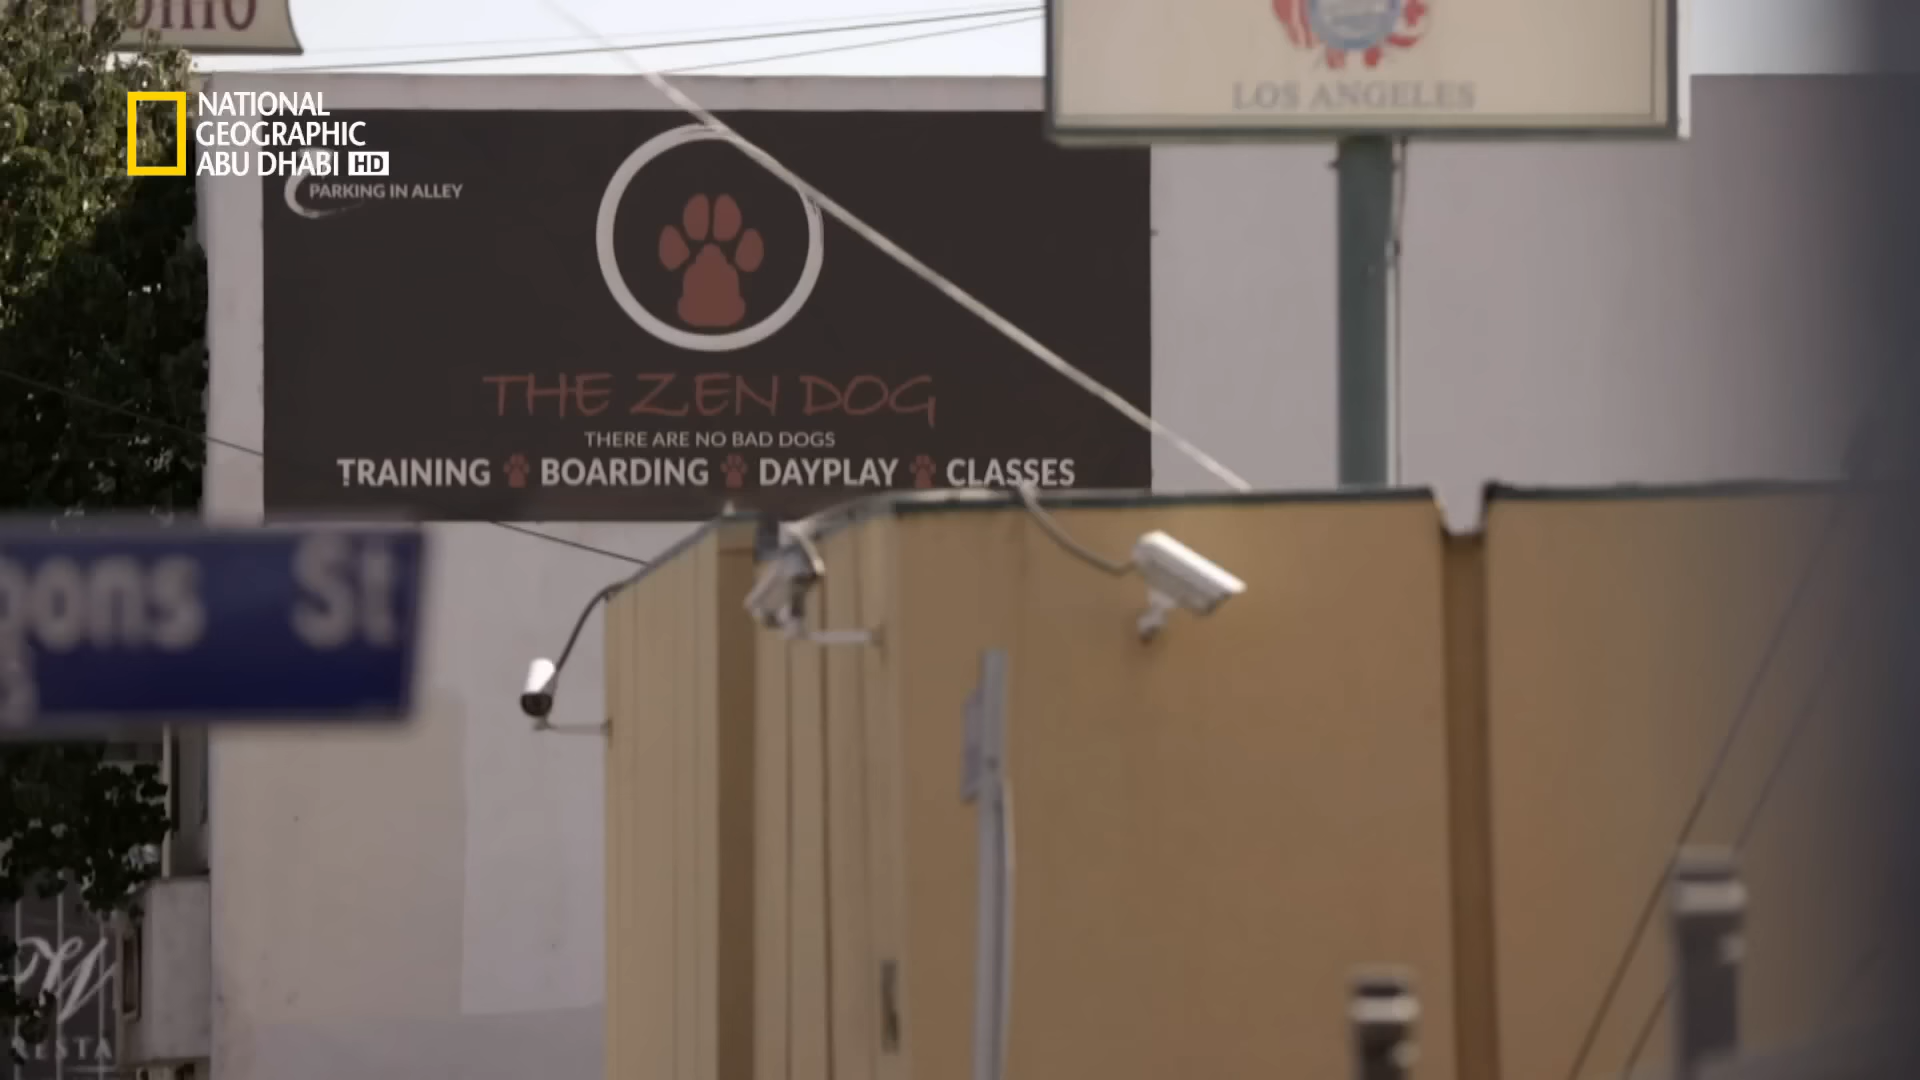 LOS ANGELES
NATIONAL
GEOGRAPHIC
ABU DHABI HD
PARKING IN ALLEY
THE ZEN DOG
THERE ARE NO BAD DOGS
TRAINING BOARDING DAYPLAY CLASSES
St
W